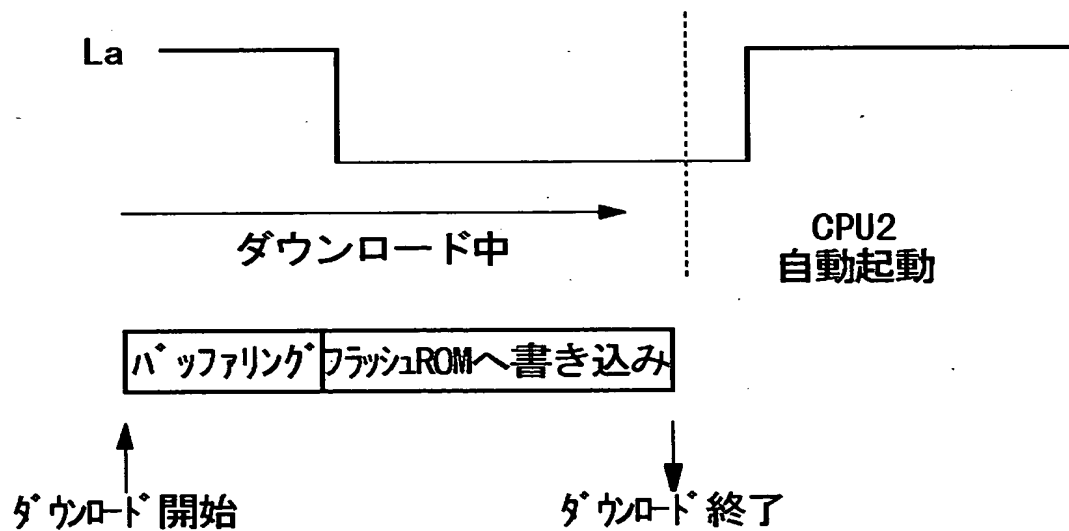 La
ダウンロード中
CPU2
自動起動
バッファリング
フラッシュROMへ書き込み
ダウンロード開始
ダウンロード終了